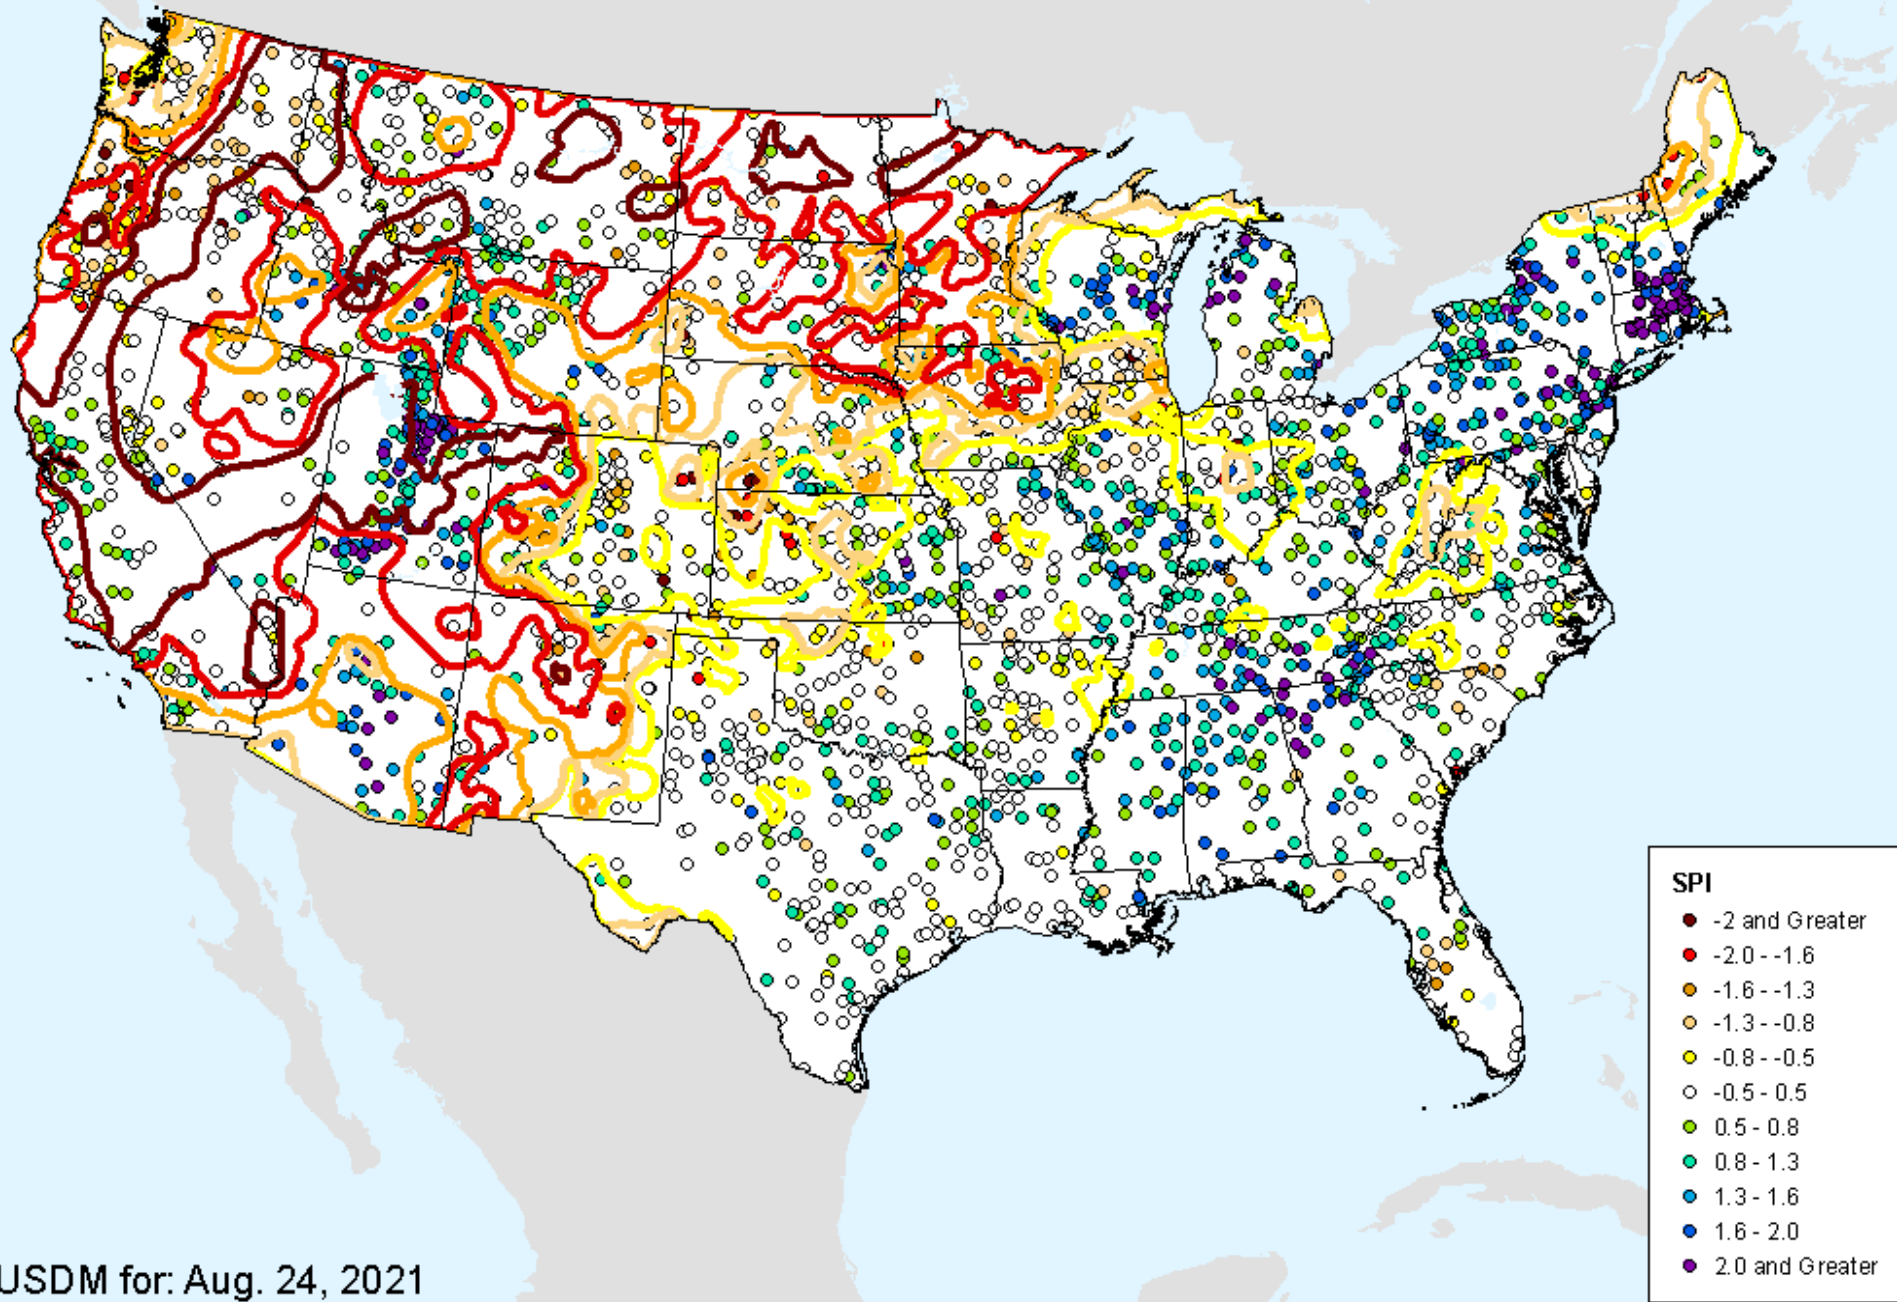 SPI
-2 and Greater
-2.0 - -1.6
-1.6 - -1.3
-1.3 - -0.8
-0.8 - -0.5
-0.5 - 0.5
0.5 - 0.8
0.8 - 1.3
1.3 - 1.6
1.6 - 2.0
2.0 and Greater
USDM for: Aug. 24, 2021